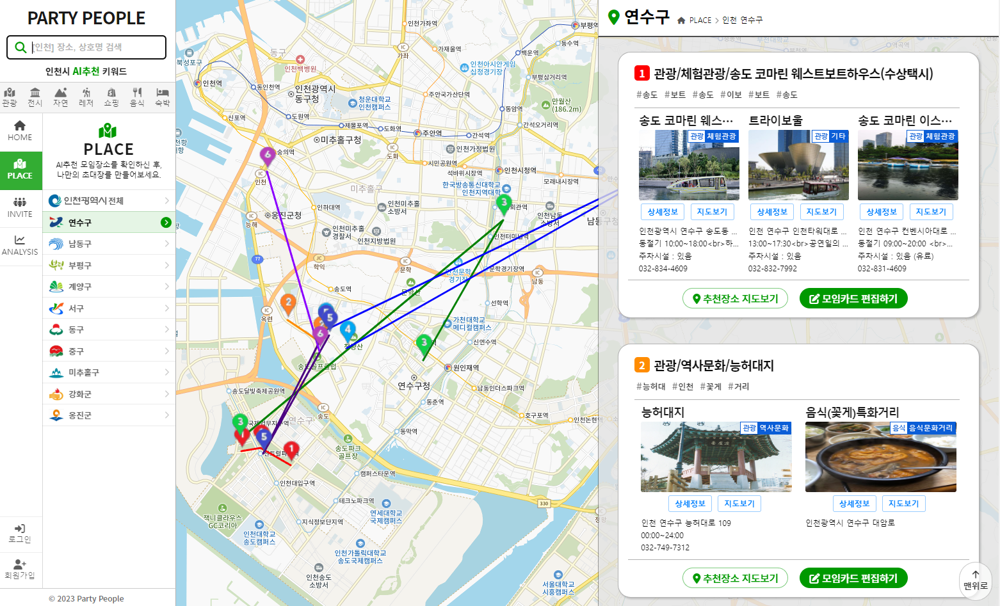 PARTY PEOPLE
[인천] 장소, 상호명 검색
인천시 AI추천 키워드
관광 전시 자연 레저 쇼핑 음식 숙박
HOME
PLACE
INVITE
ANALYSIS
로그인
회원가입
PLACE
AI추천 모임장소를 확인하신 후,
나만의 초대장를 만들어보세요.
인천광역시 전체
연수구
남동구
부평구
계양구
서구
동구
중구
미추홀구
강화군
옹진군
© 2023 Party People
인천가좌역
부평역
동구
가재울역
백운역
동수역
북성포구
인천백병원
가좌
인천아시아게임
십정경기장
부평삼거리역
인천역
동인천역
인천광역시
동구청
주안국가산단역
청운대학교
인천캠퍼스
만월산
(186.2m)
동암역
신포역
도원역
제물포역
도화역
주안역
간석역
간석오거리역
미추홀구청
숭의역
도화
인천가정법원
시민공원역
석바위시장역
인천시청역
모래내시장역
인천
한국방송통신대학교
인천지역대학
미추홀구
인하대역
인천미추홀
소방서
회관역
인천남동
소방서
남동구청
옹진군청
능해
인천미추홀
경찰서
인천지방법원
인천터미널역
77
학익
문학
인천문학
경기장
문학경기장역
남동
송도역
문학산
선학역
옥련
가천대학교
메디컬캠퍼스
청량산
신연수역
송도골프클럽
원인재역
연수구청
송도달빛축제공원역
남동인더스파크역
동춘역
송도
연수구
국제업무지구역
호구포역
인천논현역
동막역
센트럴파크역
송도파크
골프장
캠퍼스타운역
인천대입구역
테크노파크역
330
잭니클라우스
GC코리아
연세대학교
국제캠퍼스
지식정보단지역
인천대학교
송도캠퍼스
인천가톨릭대학교
송도국제캠퍼스
인천송도
소방서
서울대학교
시흥캠퍼스
연수구
PLACE > 인천 연수구
1 관광/체험관광/송도 코마린 웨스트보트하우스(수상택시)
#송도 #보트 #송도 #이보 #보트 #송도
송도 코마린 웨스…
관광 체험관광
상세정보 지도보기
인천광역시 연수구 송도동 ...
동절기 10:00~18:00<br>하...
주차시설 : 있음
032-834-4609
트라이보울
관광 기타
상세정보 지도보기
인천 연수구 인천타워대로 ...
13:00~17:30<br>공연일의 ...
주차시설 : 있음
032-832-7992
송도 코마린 이스…
관광 체험관광
상세정보 지도보기
인천 연수구 컨벤시아대로 ...
동절기 09:00~20:00 <br>...
주차시설 : 있음 (유료)
032-831-4609
추천장소 지도보기 모임카드 편집하기
2 관광/역사문화/능허대지
#능허대 #인천 #꽃게 #거리
능허대지
관광 역사문화
상세정보 지도보기
인천 연수구 능허대로 109
00:00~24:00
032-749-7312
음식(꽃게)특화거리
음식 음식문화거리
상세정보 지도보기
인천광역시 연수구 대암로
추천장소 지도보기 모임카드 편집하기
맨위로